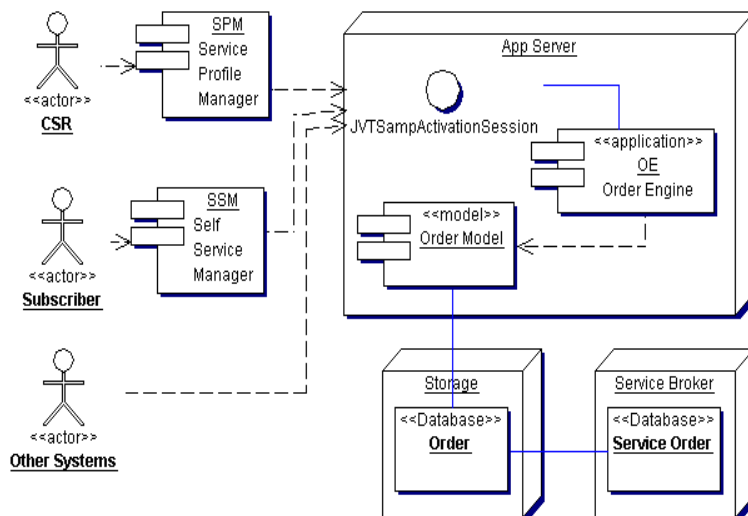 SPM
Service
Profile
Manager
<<actor>>
CSR
App Server
JVTSampActivationSession
<<application>>
OE
Order Engine
SSM
Self
Service
Manager
<<actor>>
Subscriber
<<model>>
Order Model
<<actor>>
Other Systems
Storage
<<Database>>
Order
Service Broker
<<Database>>
Service Order